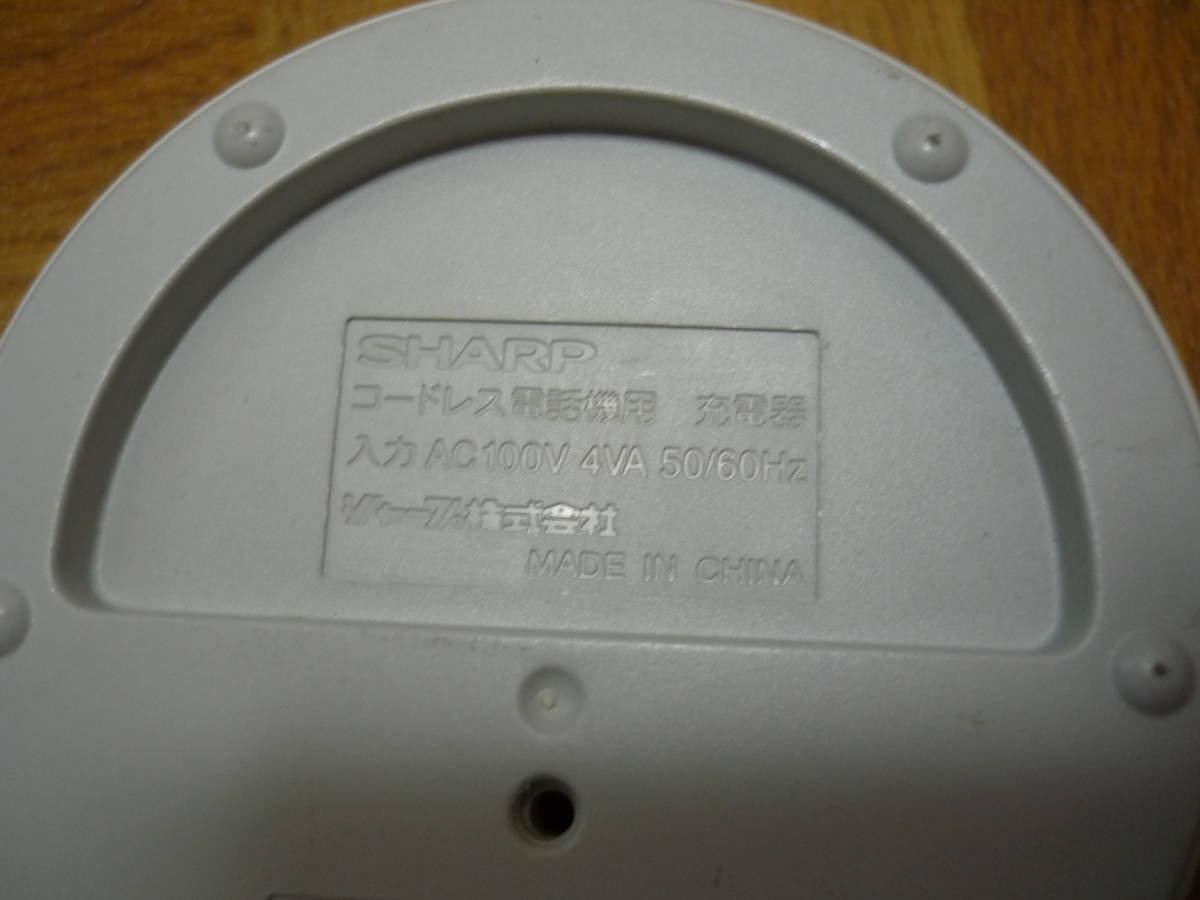 SHARP
コードレス電話機用 充電器
入力 AC100V 4VA 50/60Hz
シャープ株式会社
MADE IN CHINA